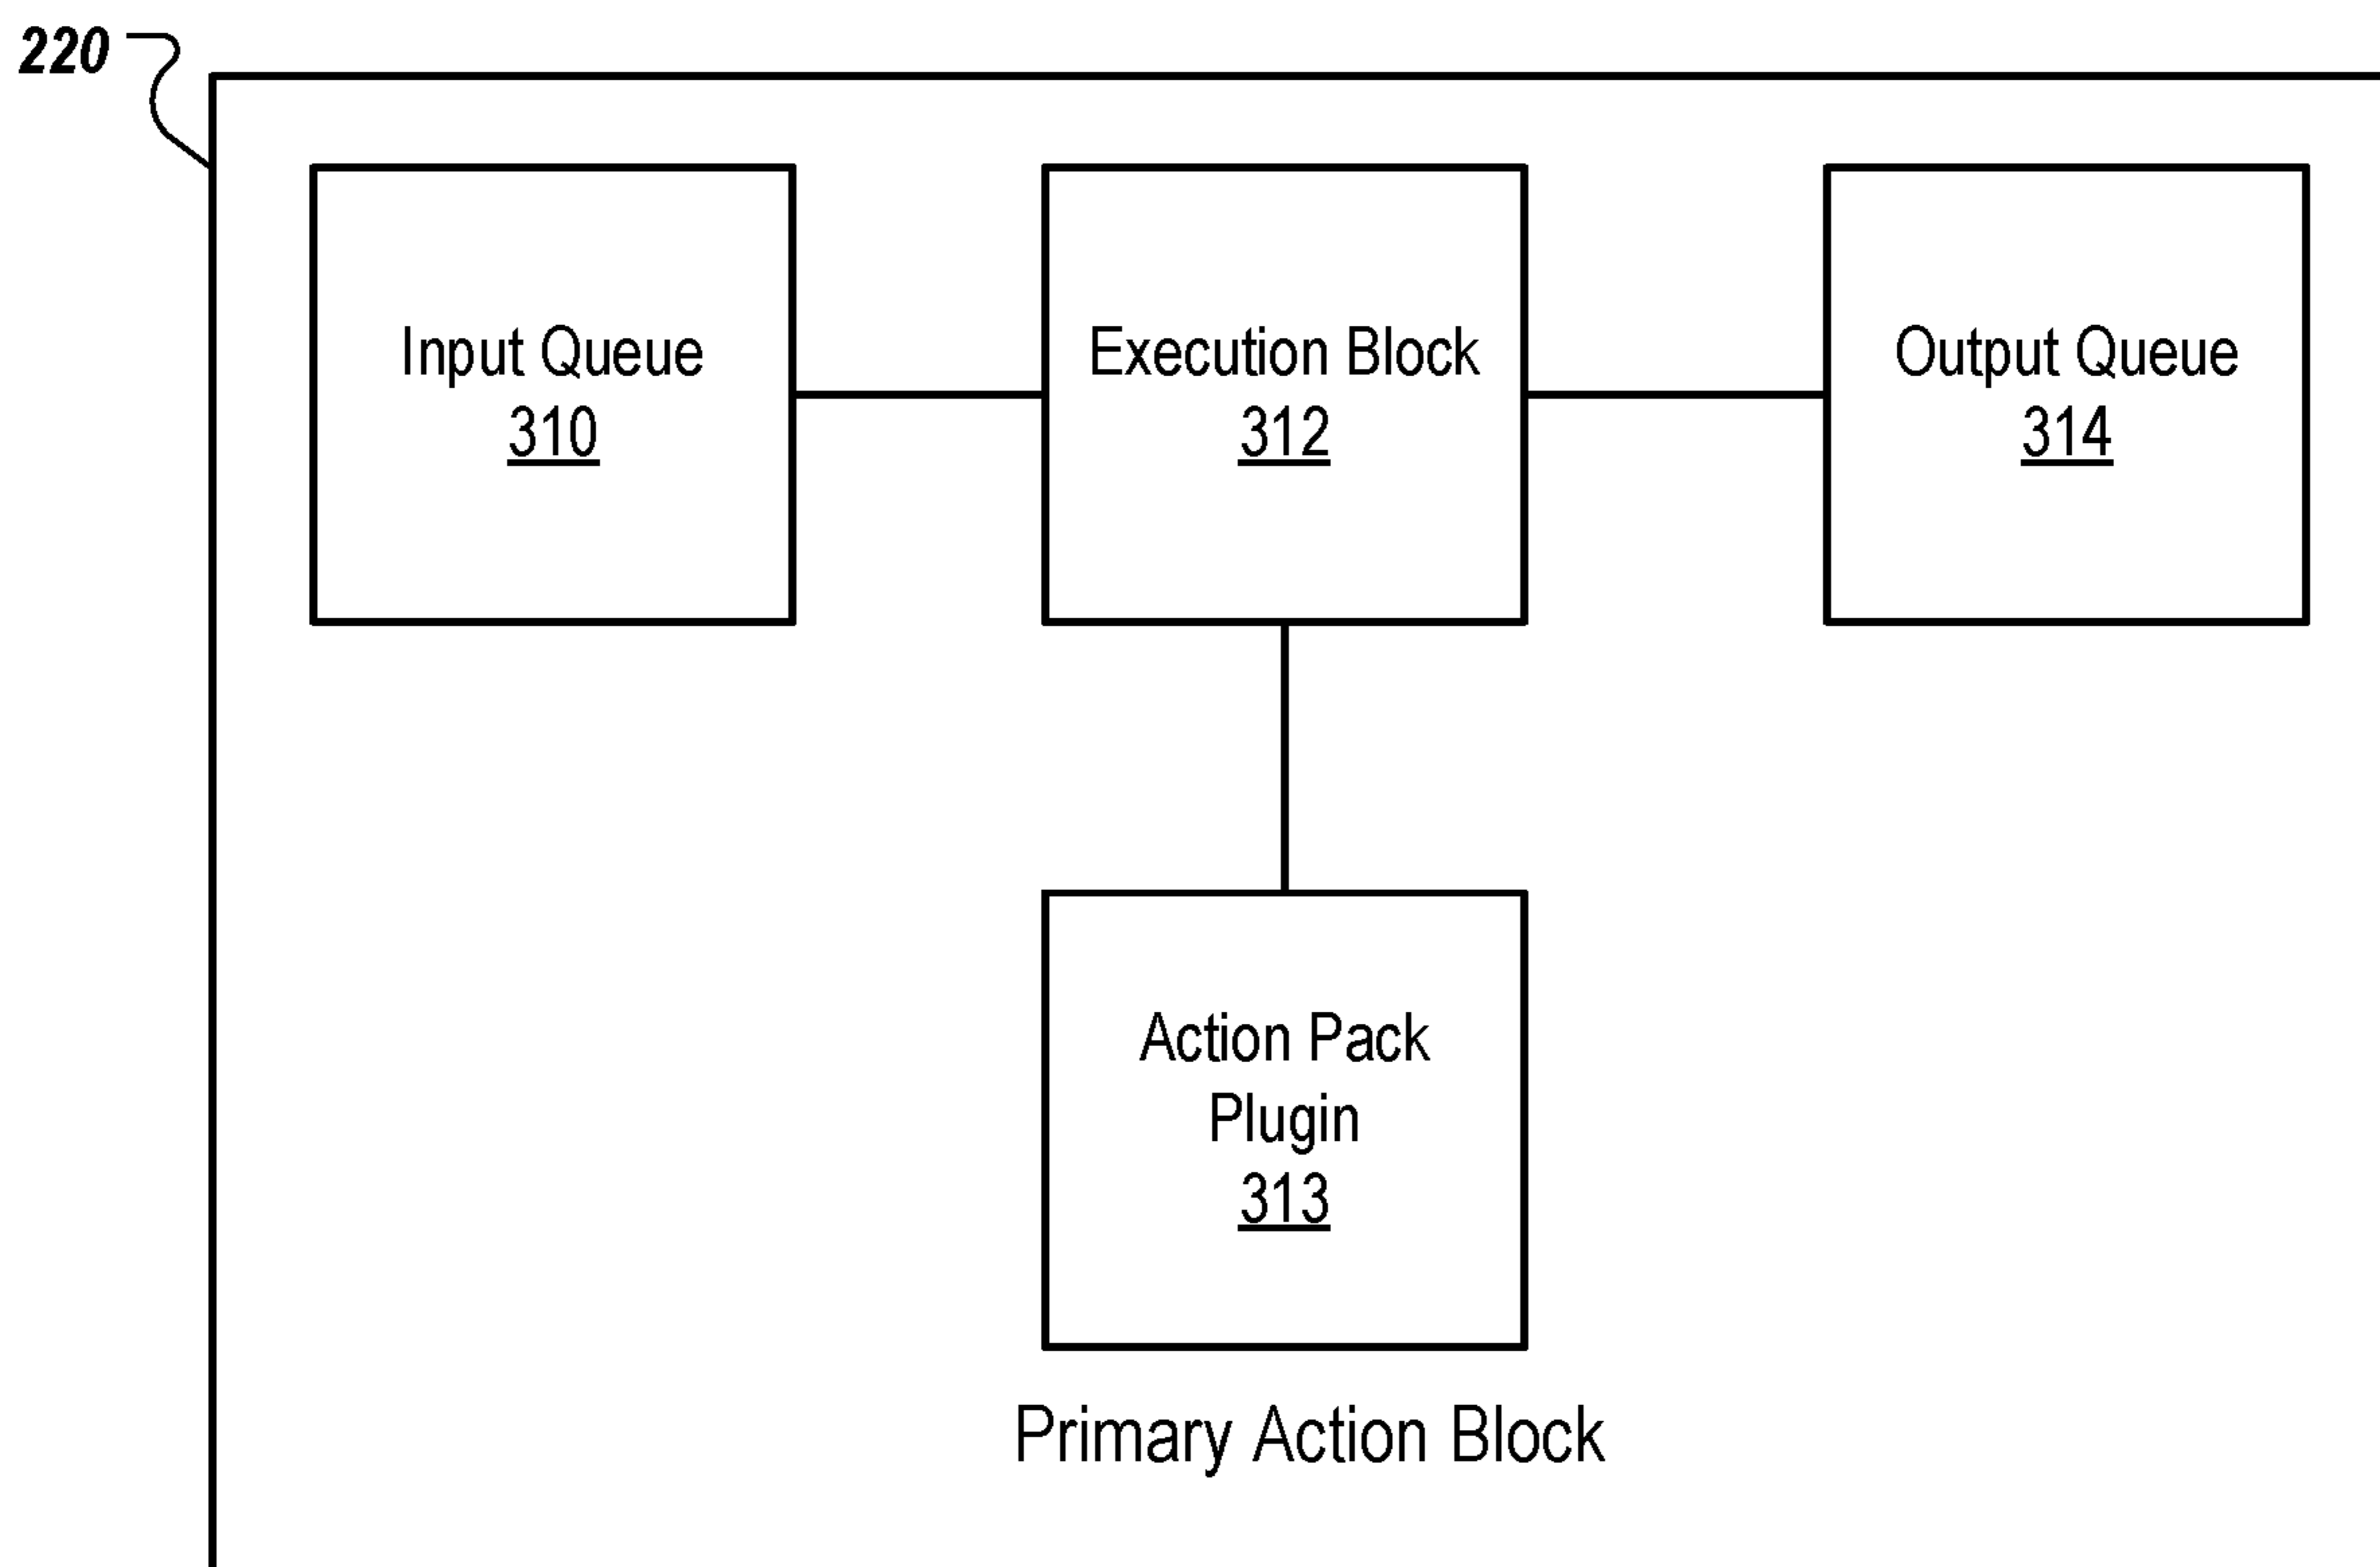 220
Input Queue
310
Execution Block
312
Output Queue
314
Action Pack
Plugin
313
Primary Action Block